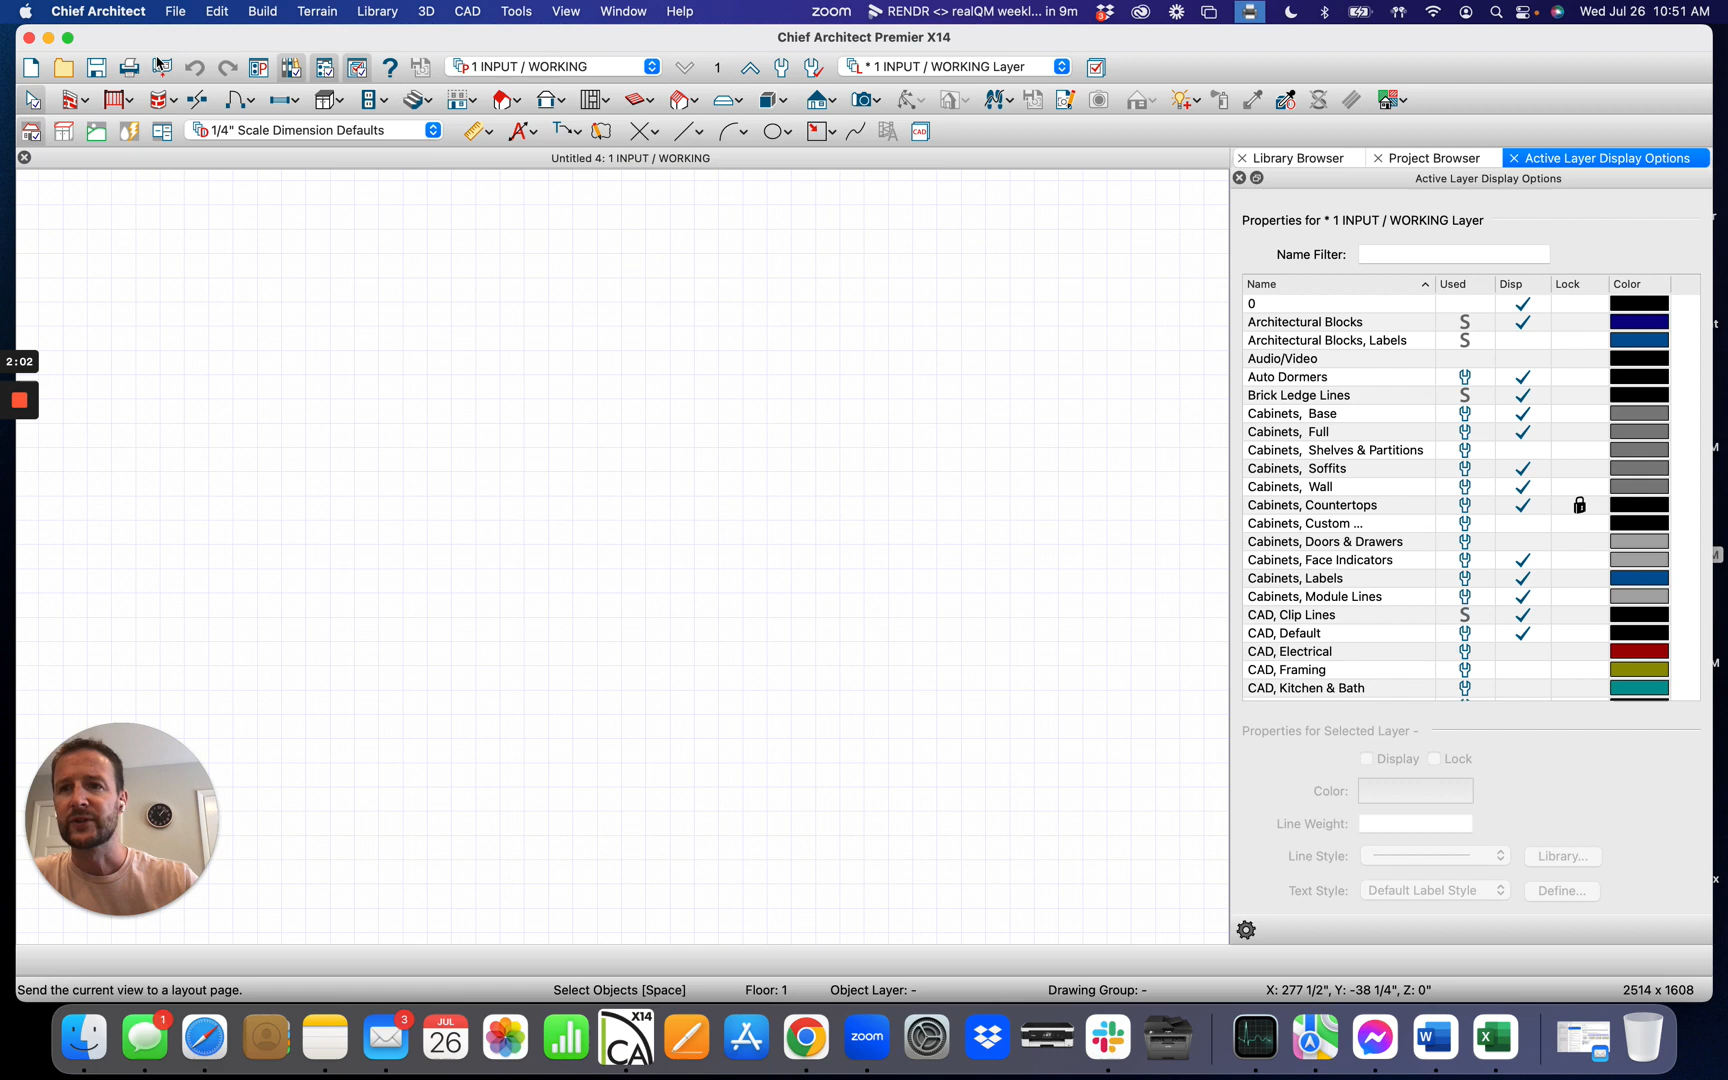 Chief Architect File Edit Build Terrain Library 3D CAD Tools View Window Help zoom RENDR <> realQM weekl... in 9m Wed Jul 26 10:51 AM
Chief Architect Premier X14
1 INPUT / WORKING 1 * 1 INPUT / WORKING Layer
1/4" Scale Dimension Defaults CAD
Untitled 4: 1 INPUT / WORKING
Library Browser Project Browser Active Layer Display Options
Active Layer Display Options
Properties for * 1 INPUT / WORKING Layer
Name Filter:
Name Used Disp Lock Color
0
Architectural Blocks S
Architectural Blocks, Labels S
Audio/Video
Auto Dormers
Brick Ledge Lines S
Cabinets, Base
Cabinets, Full
Cabinets, Shelves & Partitions
Cabinets, Soffits
Cabinets, Wall
Cabinets, Countertops
Cabinets, Custom ...
Cabinets, Doors & Drawers
Cabinets, Face Indicators
Cabinets, Labels
Cabinets, Module Lines
CAD, Clip Lines S
CAD, Default
CAD, Electrical
CAD, Framing
CAD, Kitchen & Bath
2:02
Properties for Selected Layer -
Display Lock
Color:
Line Weight:
Line Style: Library...
Text Style: Default Label Style Define...
Send the current view to a layout page. Select Objects [Space] Floor: 1 Object Layer: - Drawing Group: - X: 277 1/2", Y: -38 1/4", Z: 0" 2514 x 1608
1 3 JUL 26 X14 CA zoom